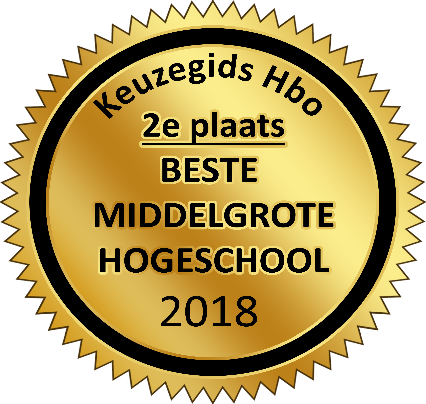 Keuzegids Hbo
2e plaats
BESTE
MIDDELGROTE
HOGESCHOOL
2018